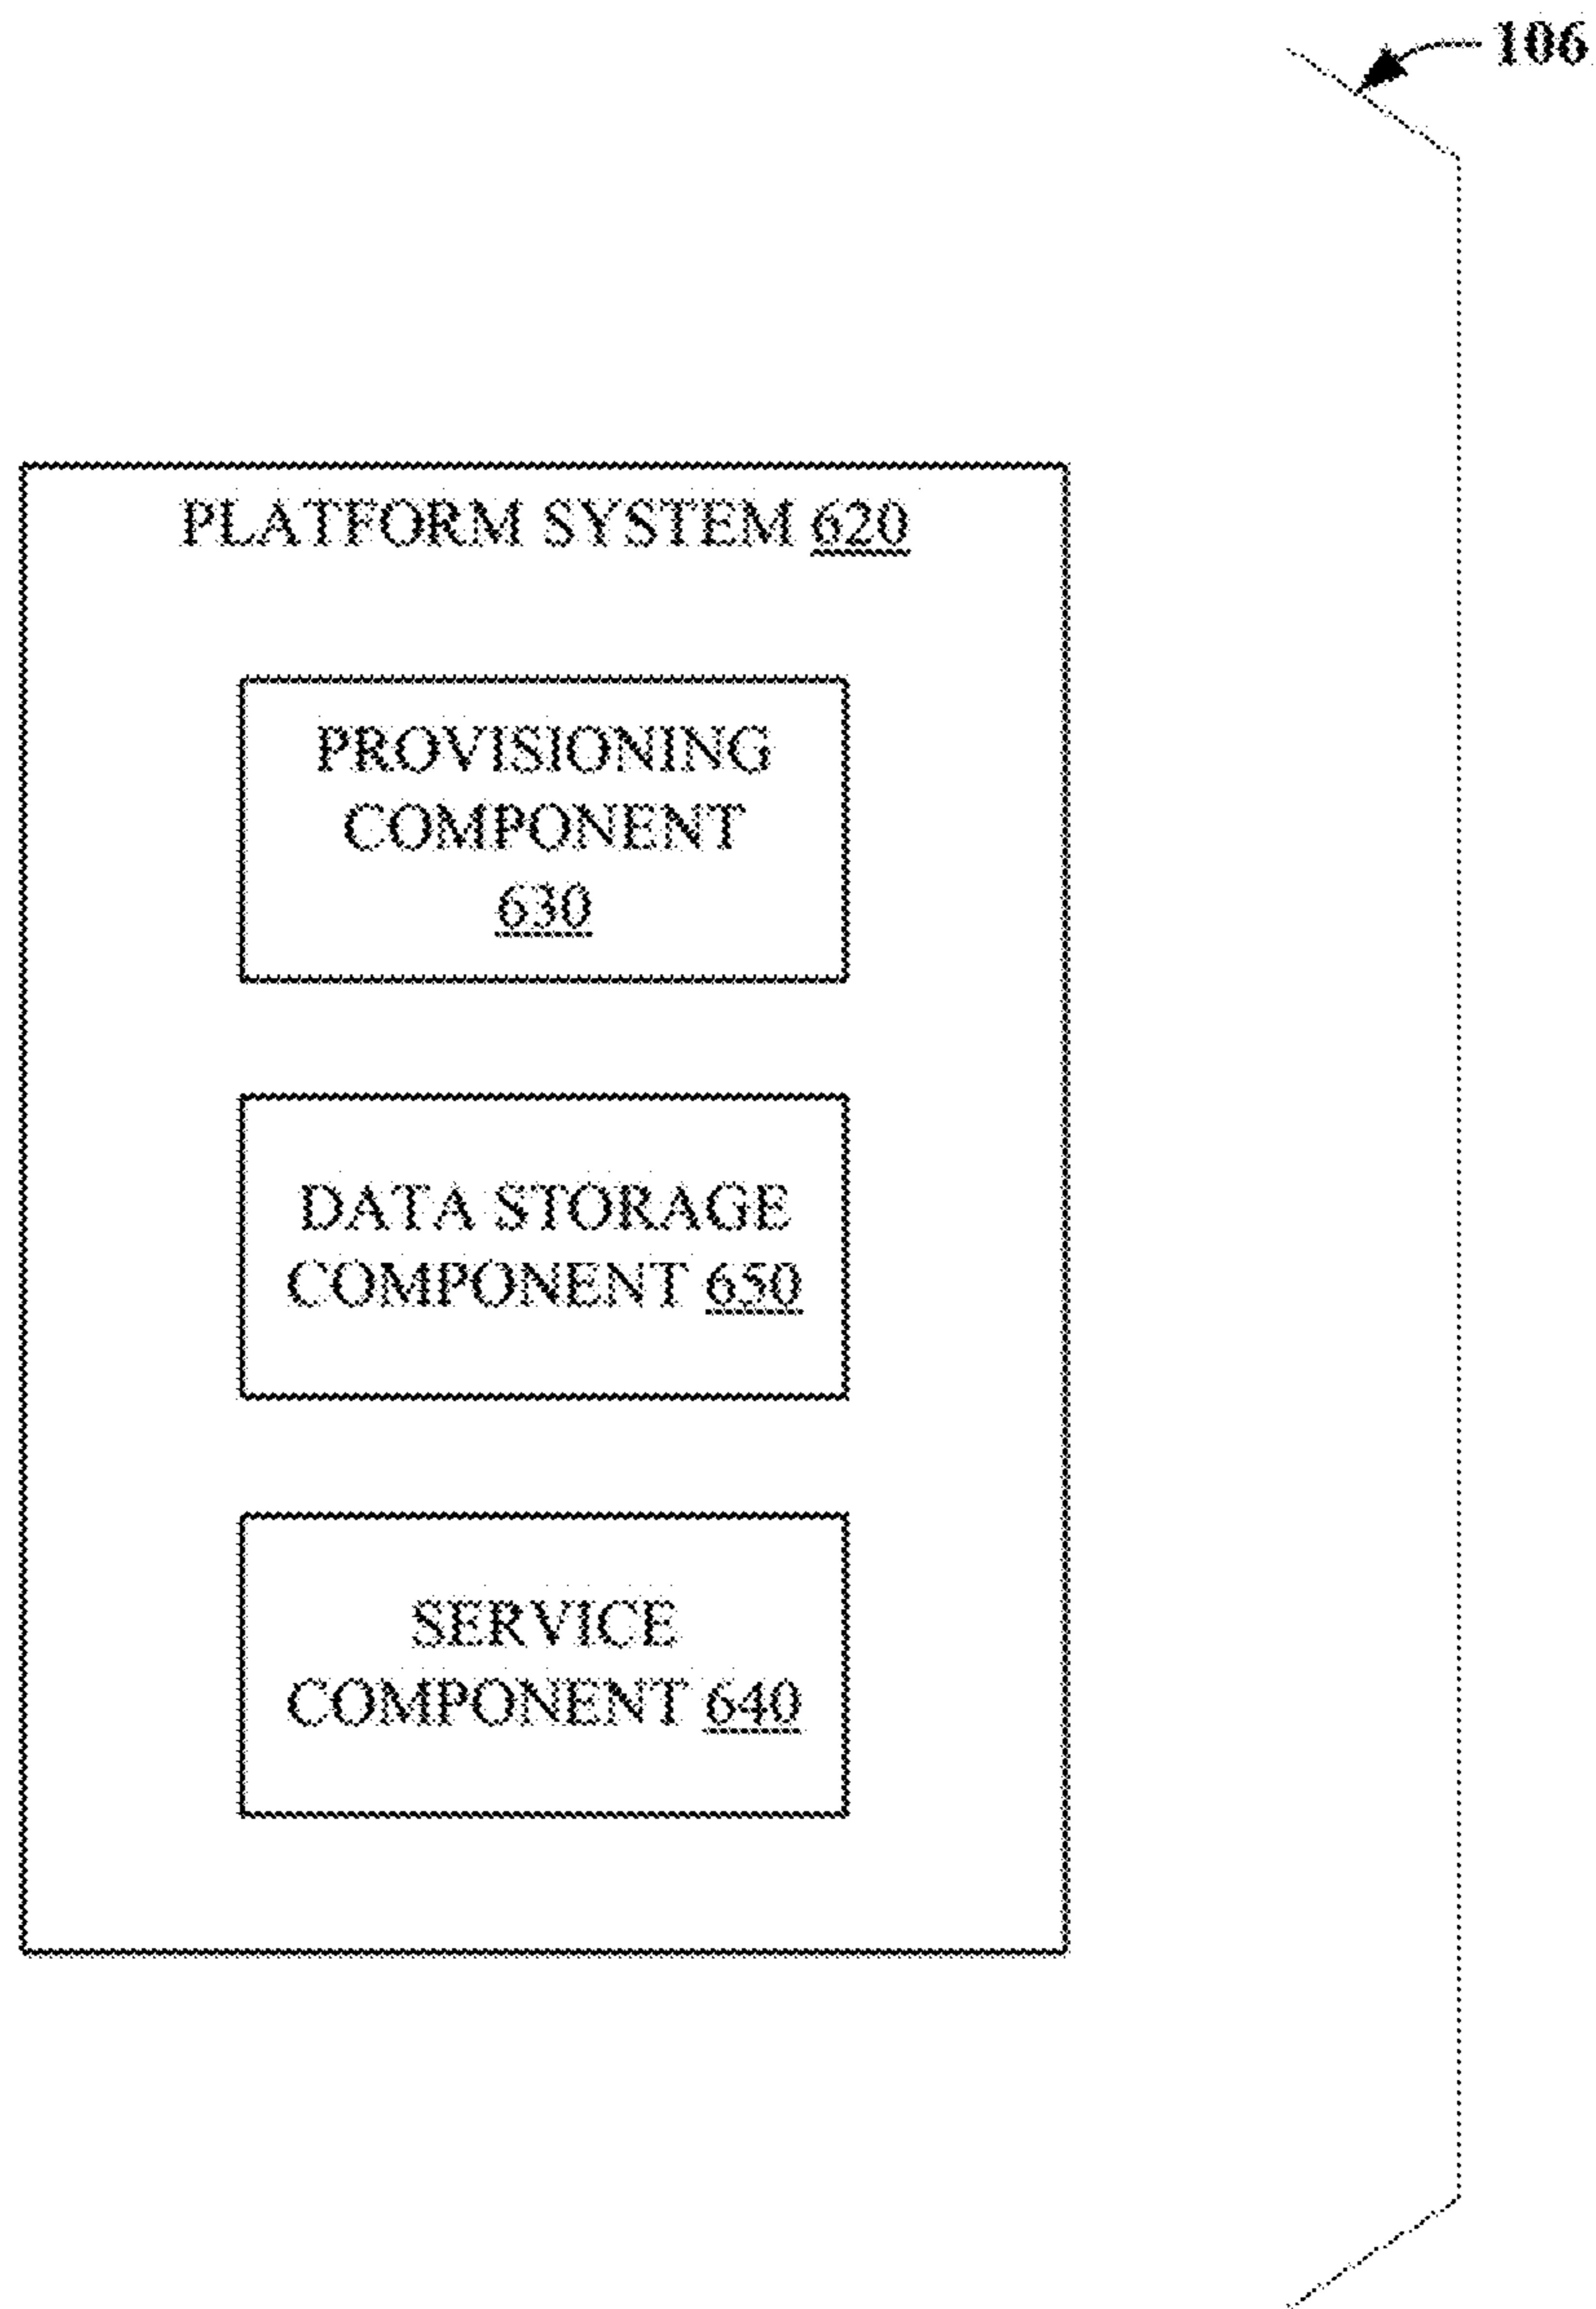 106
PLATFORM SYSTEM 620
PROVISIONING
COMPONENT
630
DATA STORAGE
COMPONENT 650
SERVICE
COMPONENT 640